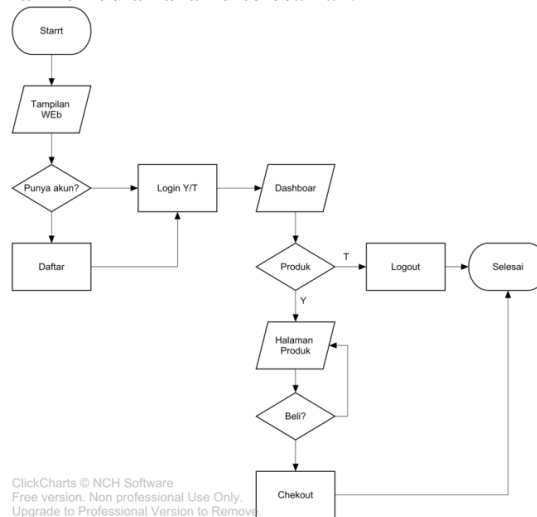 Starrt
Tampilan
WEb
Punya akun?
Login Y/T
Dashboar
Daftar
Produk
T
Logout
Selesai
Y
Halaman
Produk
Beli?
Chekout
ClickCharts © NCH Software
Free version. Non professional Use Only.
Upgrade to Professional Version to Remove.